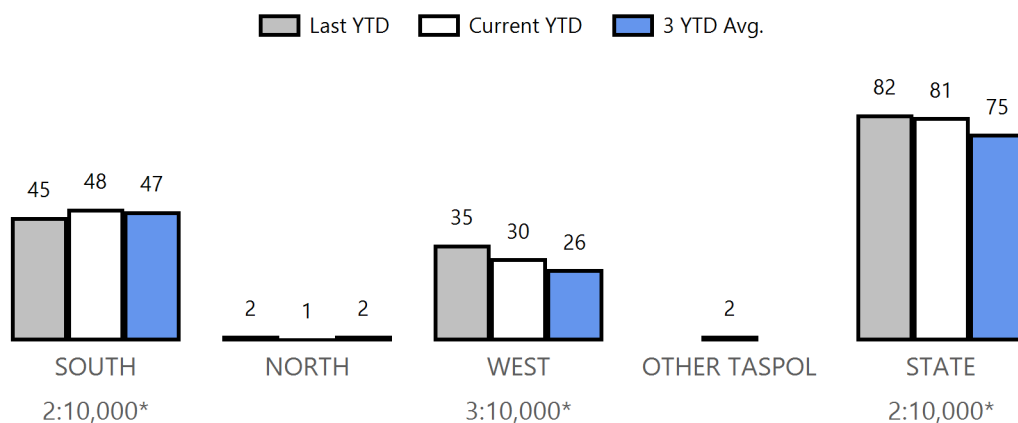 Last YTD Current YTD 3 YTD Avg.
82 81 75
45 48 47
35 30 26
2 1 2
2
SOUTH NORTH WEST OTHER TASPOL STATE
2:10,000* 3:10,000* 2:10,000*